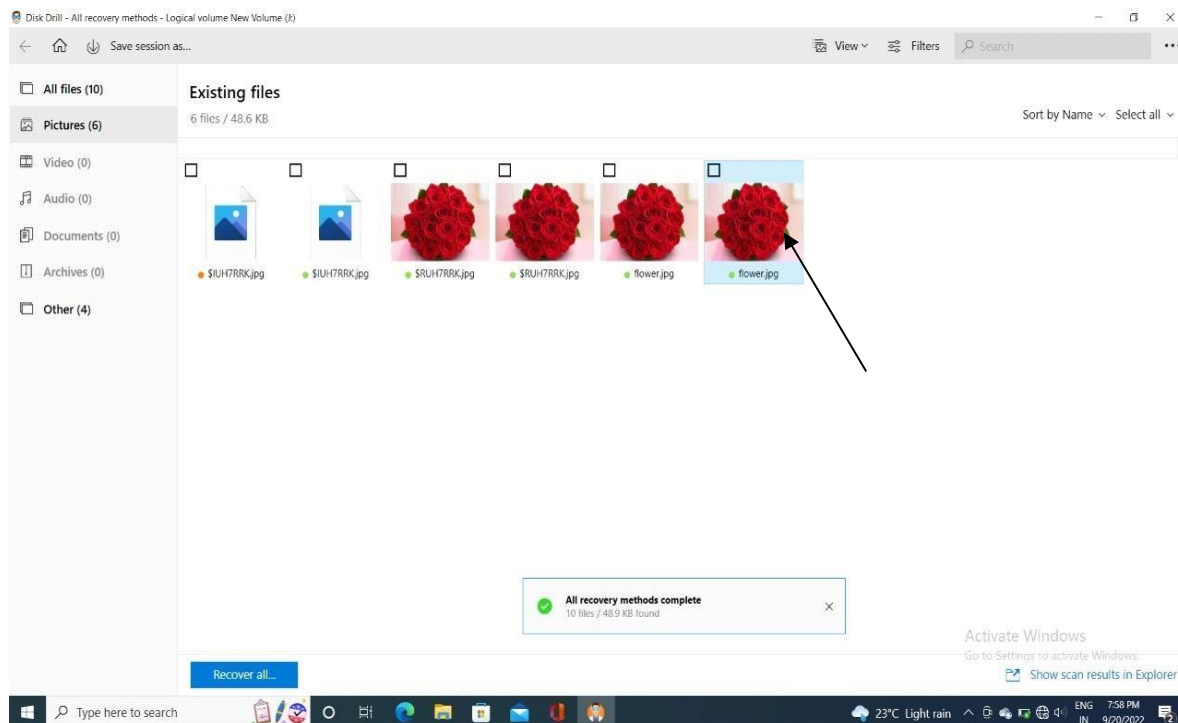 Disk Drill - All recovery methods - Logical volume New Volume (J:)
Save session as...
View
Filters
Search
All files (10)
Pictures (6)
Video (0)
Audio (0)
Documents (0)
Archives (0)
Other (4)
Existing files
6 files / 48.6 KB
Sort by Name
Select all
$IUH7RRK.jpg
$IUH7RRK.jpg
$RUH7RRK.jpg
$RUH7RRK.jpg
flower.jpg
flower.jpg
All recovery methods complete
10 files / 48.9 KB found
Activate Windows
Go to Settings to activate Windows.
Recover all...
Show scan results in Explorer
Type here to search
23°C Light rain
ENG
IN
7:58 PM
9/20/2022
2